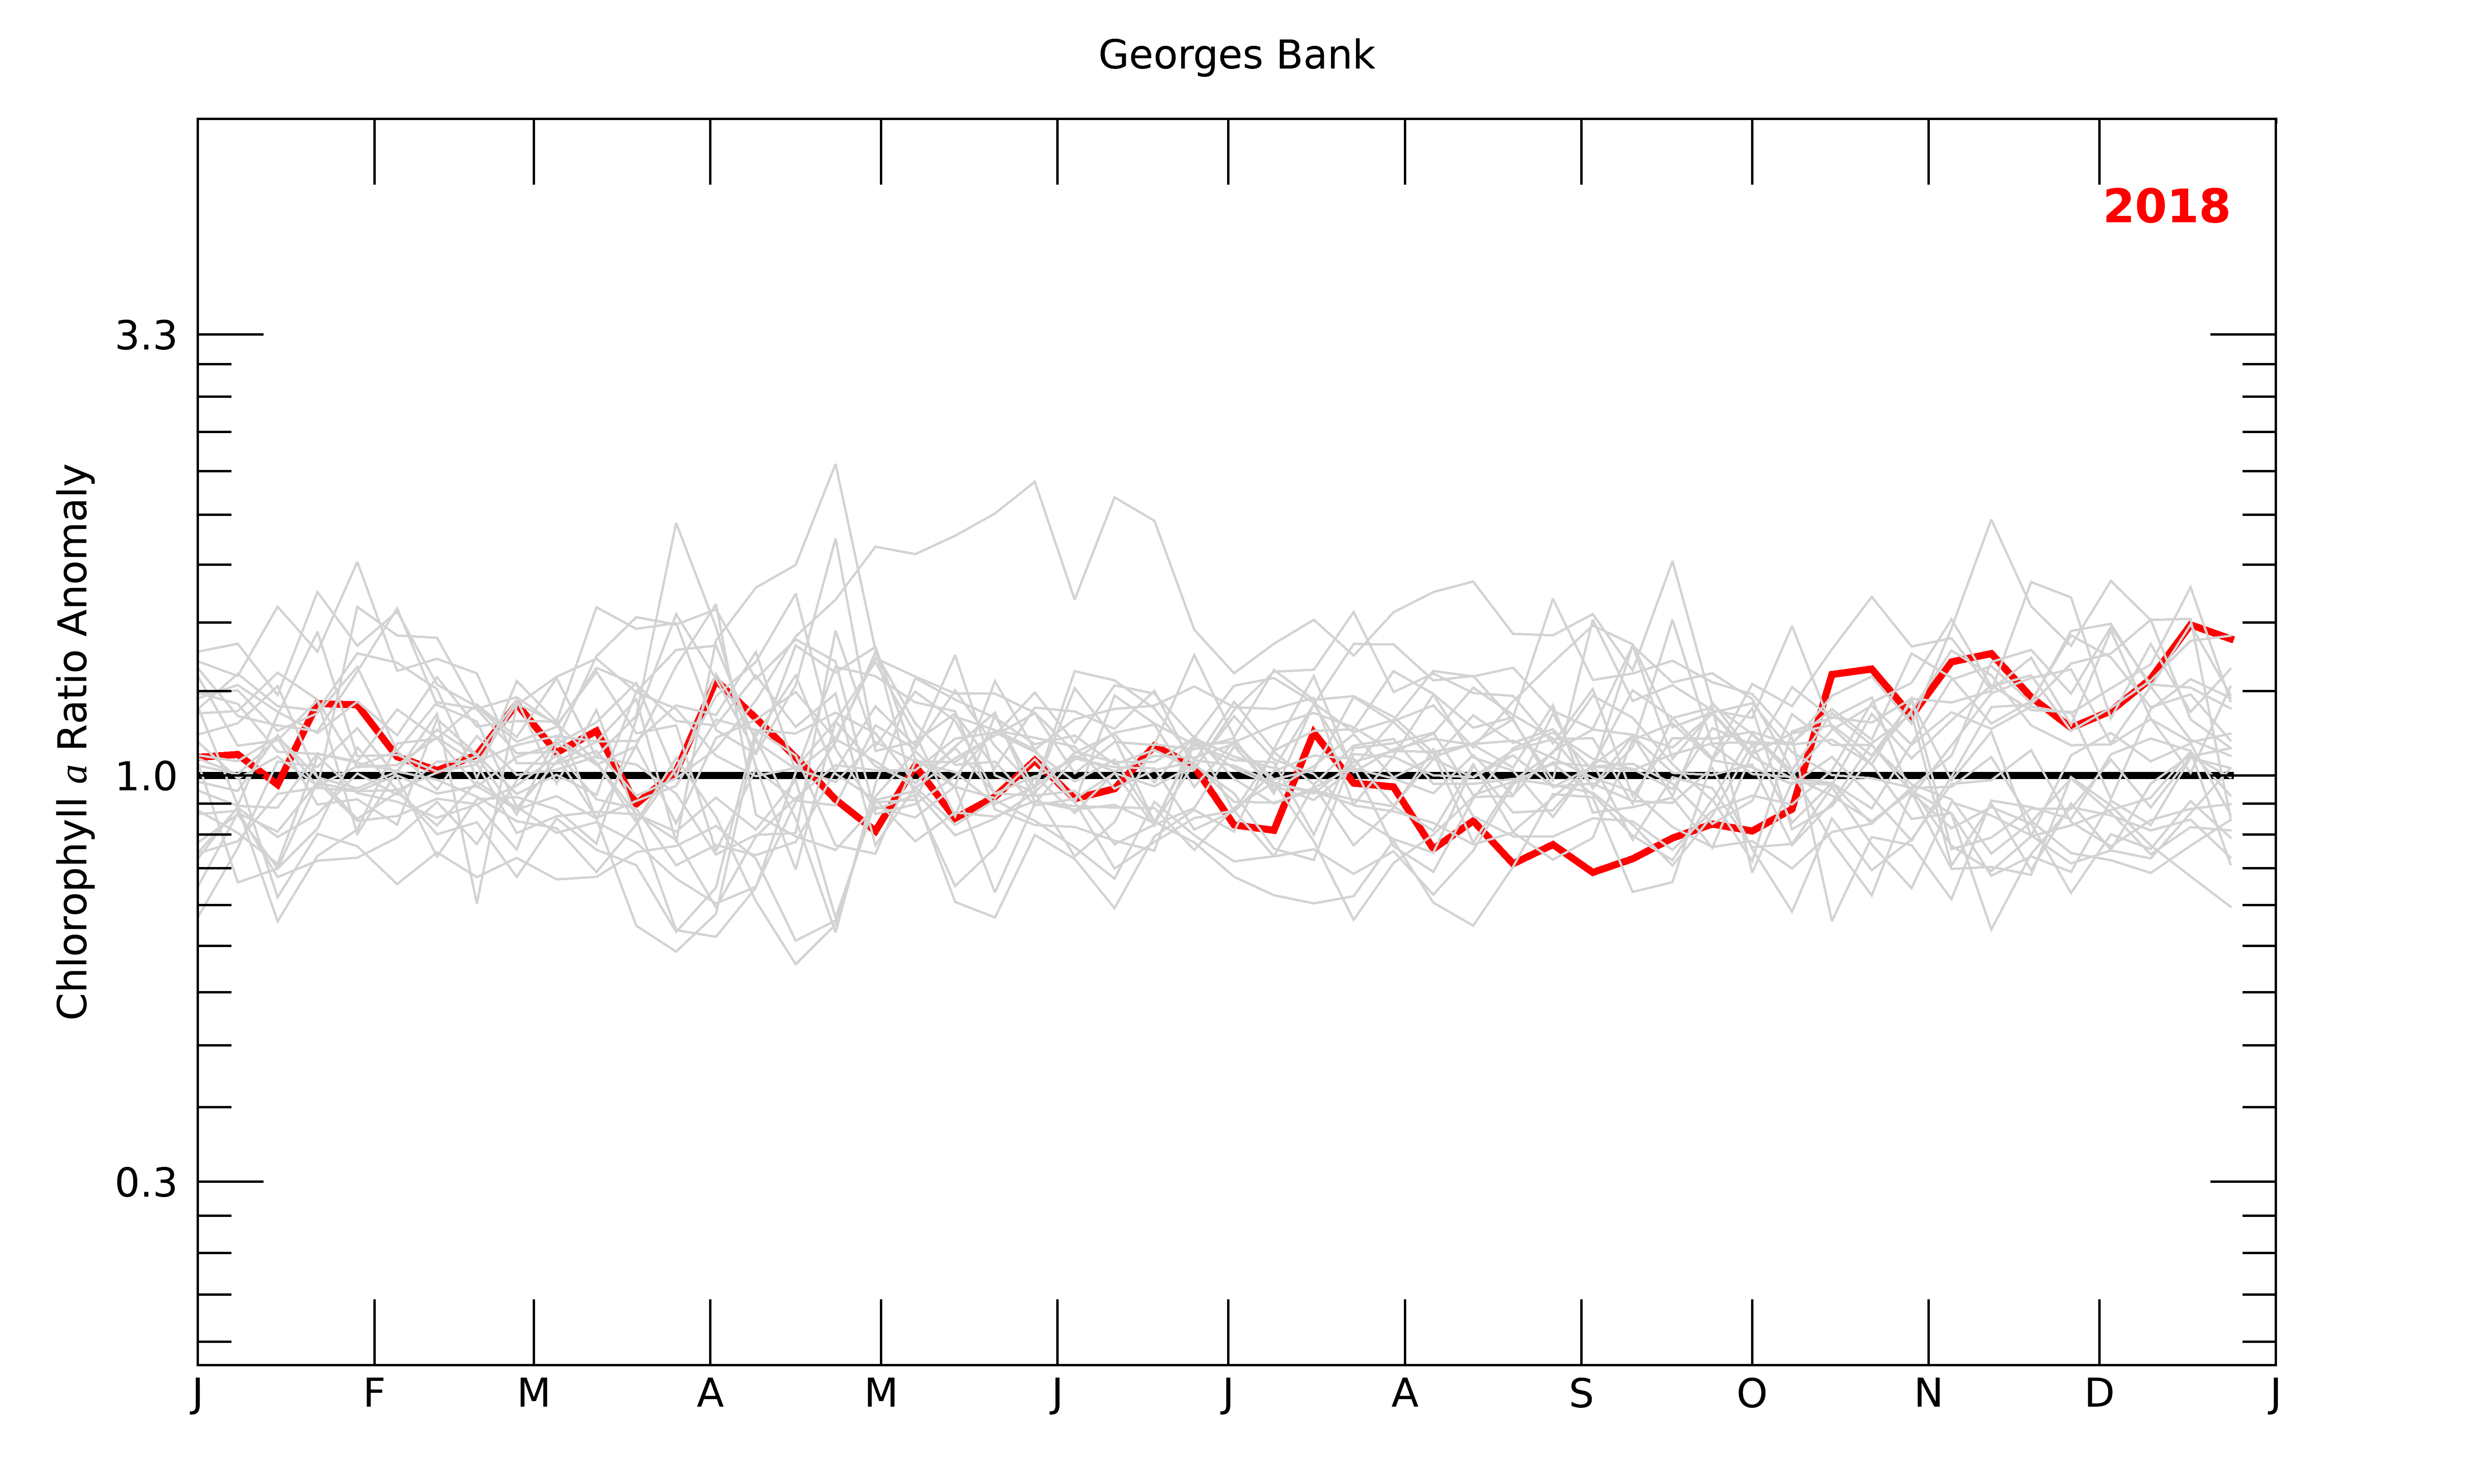 Georges Bank
2018
3.3
1.0
0.3
Chlorophyll a Ratio Anomaly
J F M A M J J A S O N D J